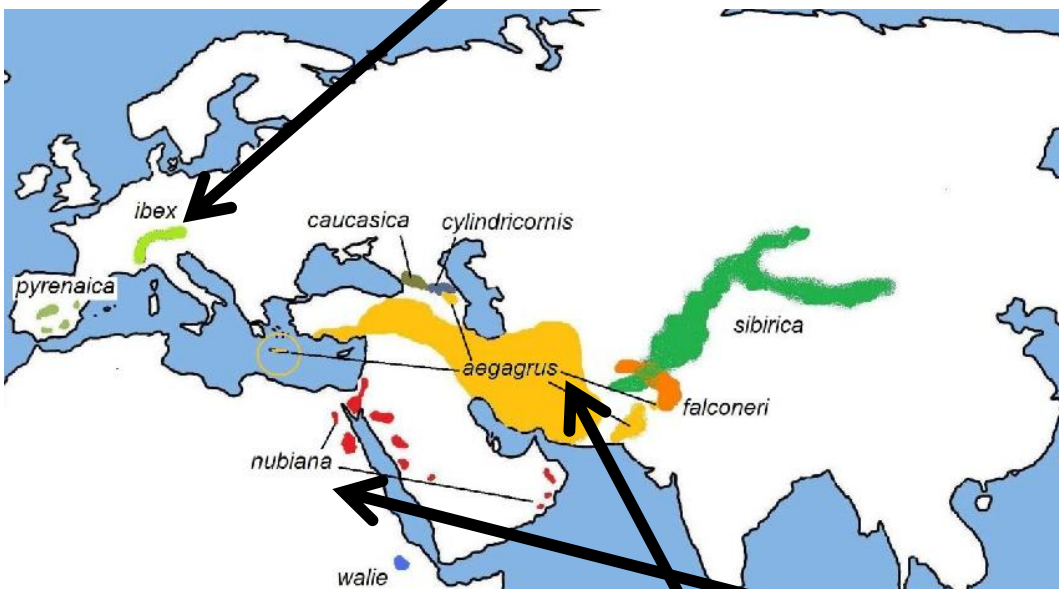 ibex
caucasica
cylindricornis
pyrenaica
sibirica
aegagrus
falconeri
nubiana
walie